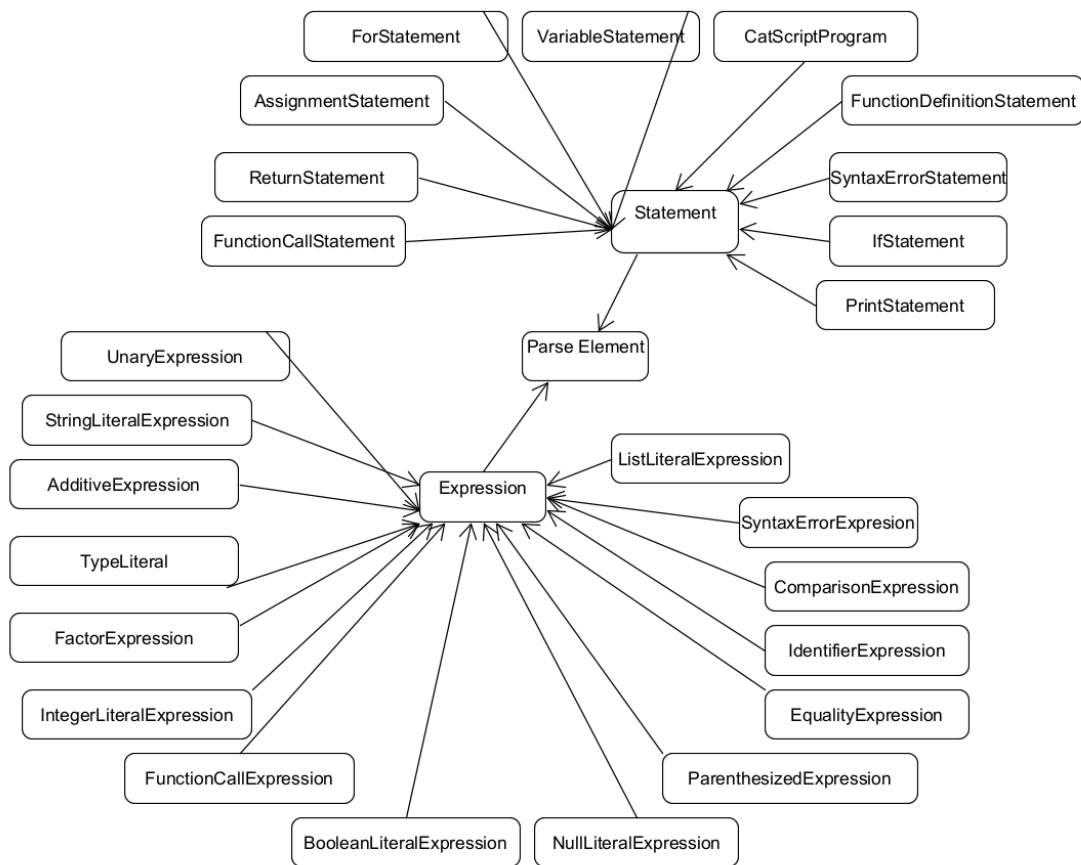 ForStatement
VariableStatement
CatScriptProgram
AssignmentStatement
FunctionDefinitionStatement
ReturnStatement
SyntaxErrorStatement
Statement
FunctionCallStatement
IfStatement
PrintStatement
Parse Element
UnaryExpression
StringLiteralExpression
ListLiteralExpression
AdditiveExpression
Expression
SyntaxErrorExpresion
TypeLiteral
ComparisonExpression
FactorExpression
IdentifierExpression
IntegerLiteralExpression
EqualityExpression
FunctionCallExpression
ParenthesizedExpression
BooleanLiteralExpression
NullLiteralExpression